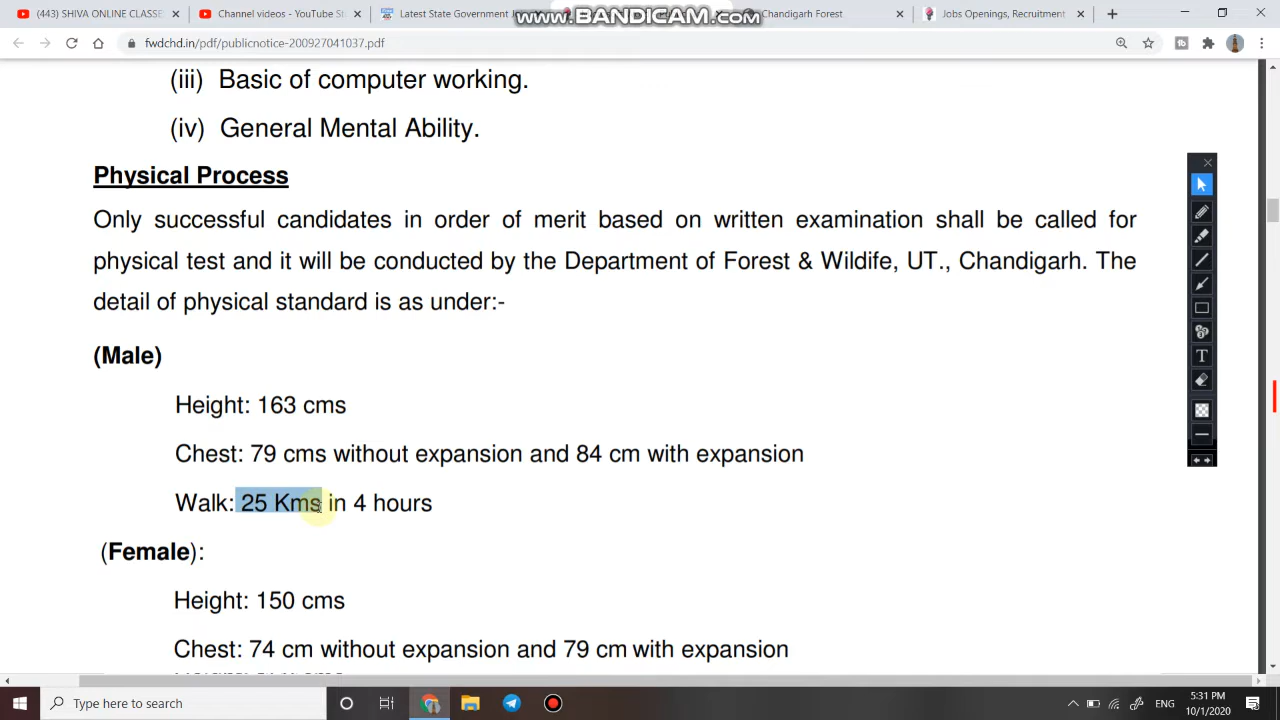 (443) SHIVA ONLINE CLASSES
Channel videos - YouTube St
Latest State Government
www.BANDICAM.com
Chandigarh Forest
Jobs Openings, Recruitment
fwdchd.in/pdf/publicnotice-200927041037.pdf
(iii) Basic of computer working.
(iv) General Mental Ability.
Physical Process
Only successful candidates in order of merit based on written examination shall be called for
physical test and it will be conducted by the Department of Forest & Wildife, UT., Chandigarh. The
detail of physical standard is as under:-
(Male)
Height: 163 cms
Chest: 79 cms without expansion and 84 cm with expansion
Walk: 25 Kms in 4 hours
(Female):
Height: 150 cms
Chest: 74 cm without expansion and 79 cm with expansion
Type here to search
ENG
5:31 PM
10/1/2020